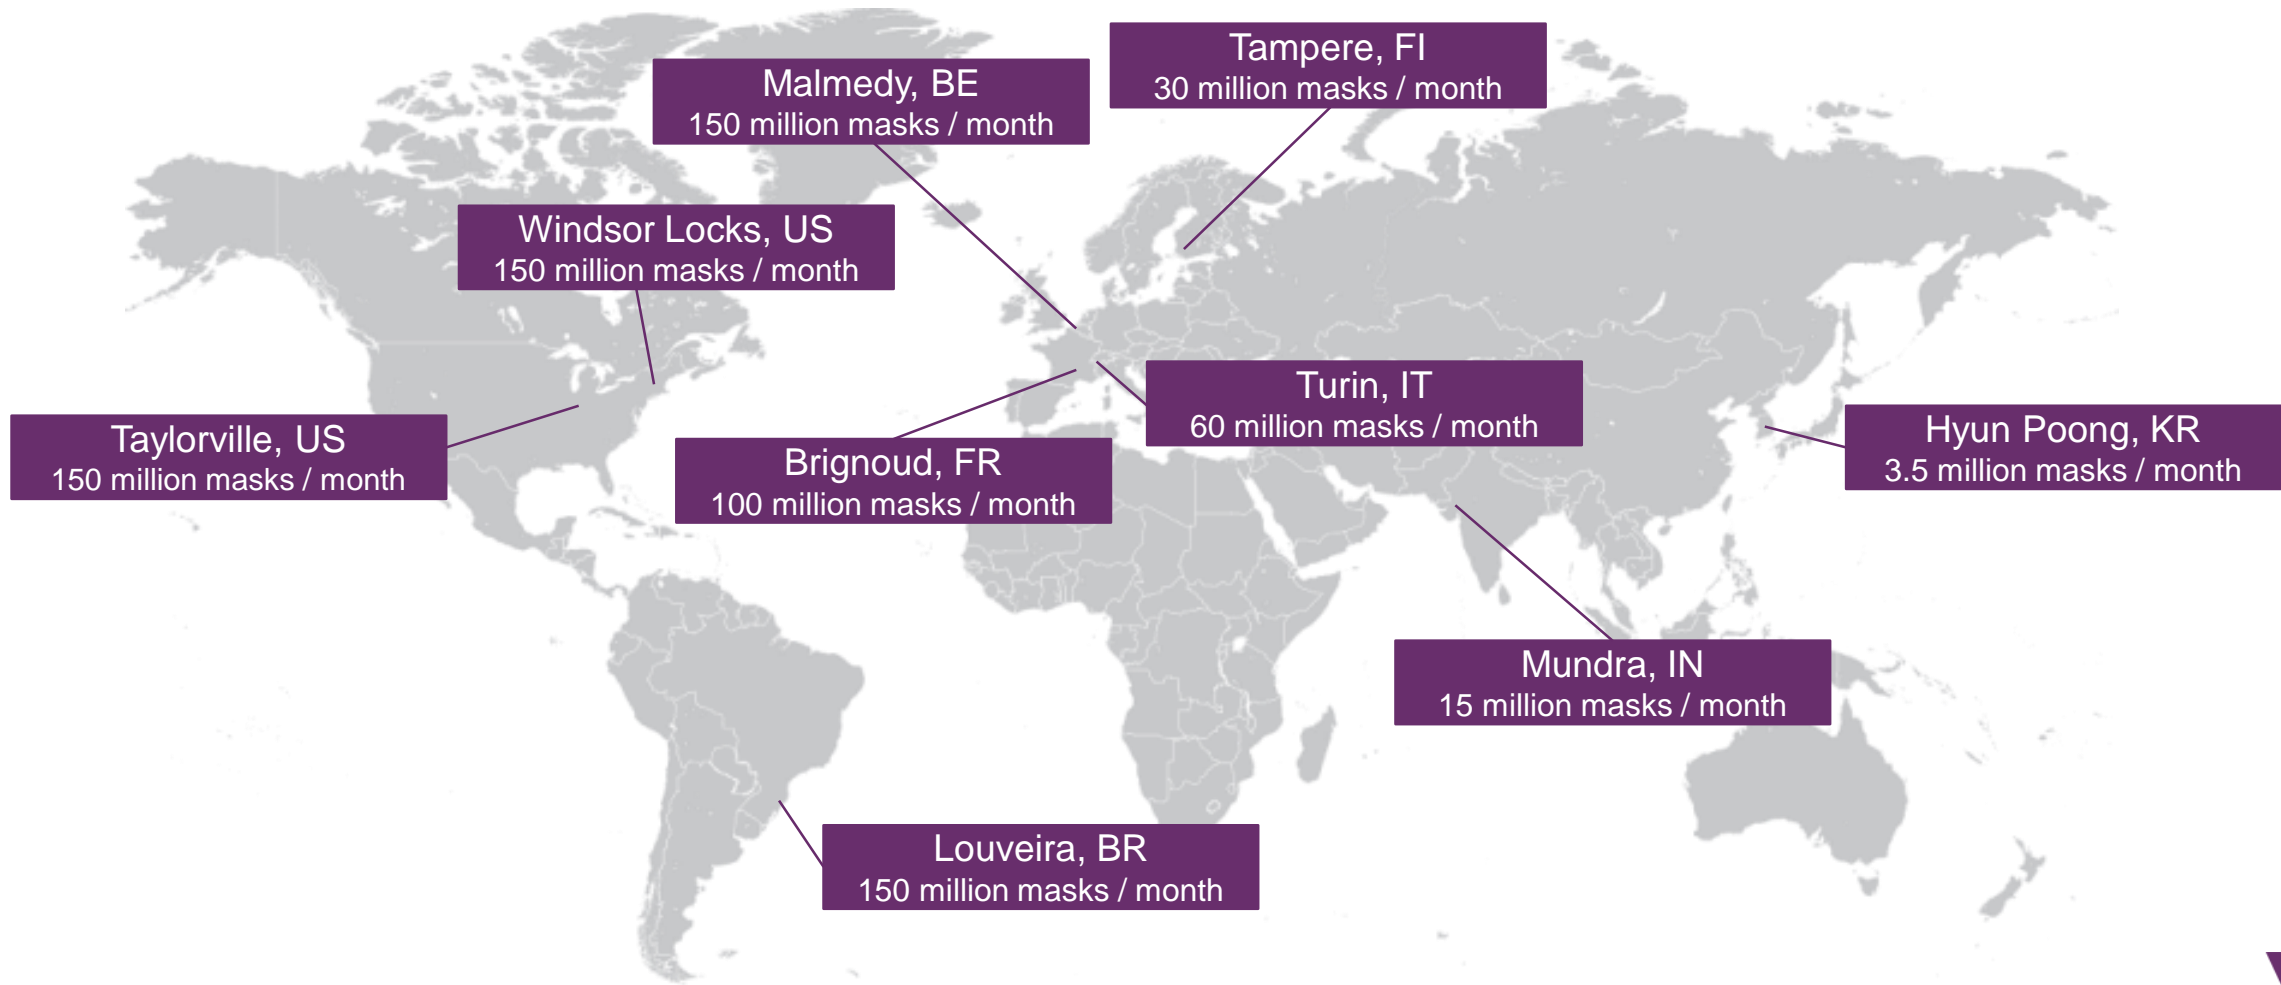 Tampere, FI
30 million masks / month
Malmedy, BE
150 million masks / month
Windsor Locks, US
150 million masks / month
Turin, IT
60 million masks / month
Taylorville, US
150 million masks / month
Hyun Poong, KR
3.5 million masks / month
Brignoud, FR
100 million masks / month
Mundra, IN
15 million masks / month
Louveira, BR
150 million masks / month